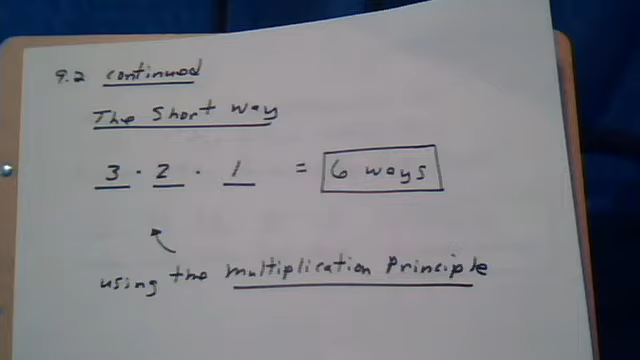 9.2 continued
The Short Way
3 . 2 . 1 = 6 ways
using the Multiplication Principle